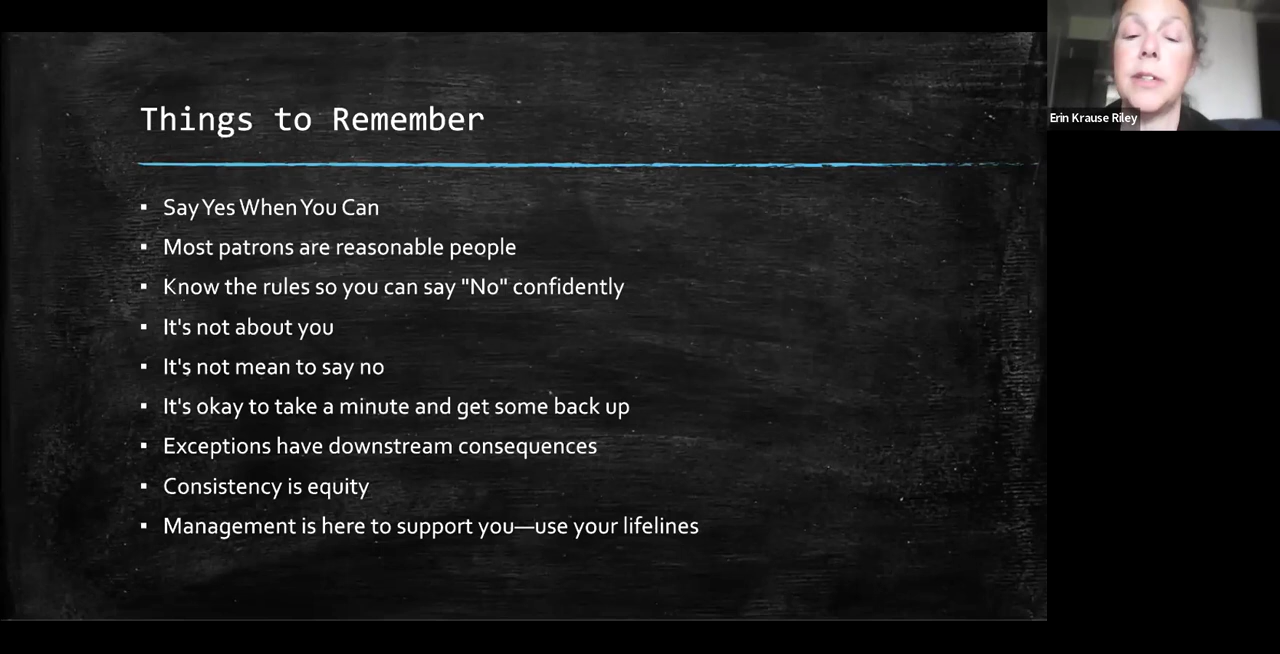 Things to Remember
▪ Say Yes When You Can
▪ Most patrons are reasonable people
▪ Know the rules so you can say "No" confidently
▪ It's not about you
▪ It's not mean to say no
▪ It's okay to take a minute and get some back up
▪ Exceptions have downstream consequences
▪ Consistency is equity
▪ Management is here to support you—use your lifelines
Erin Krause Riley